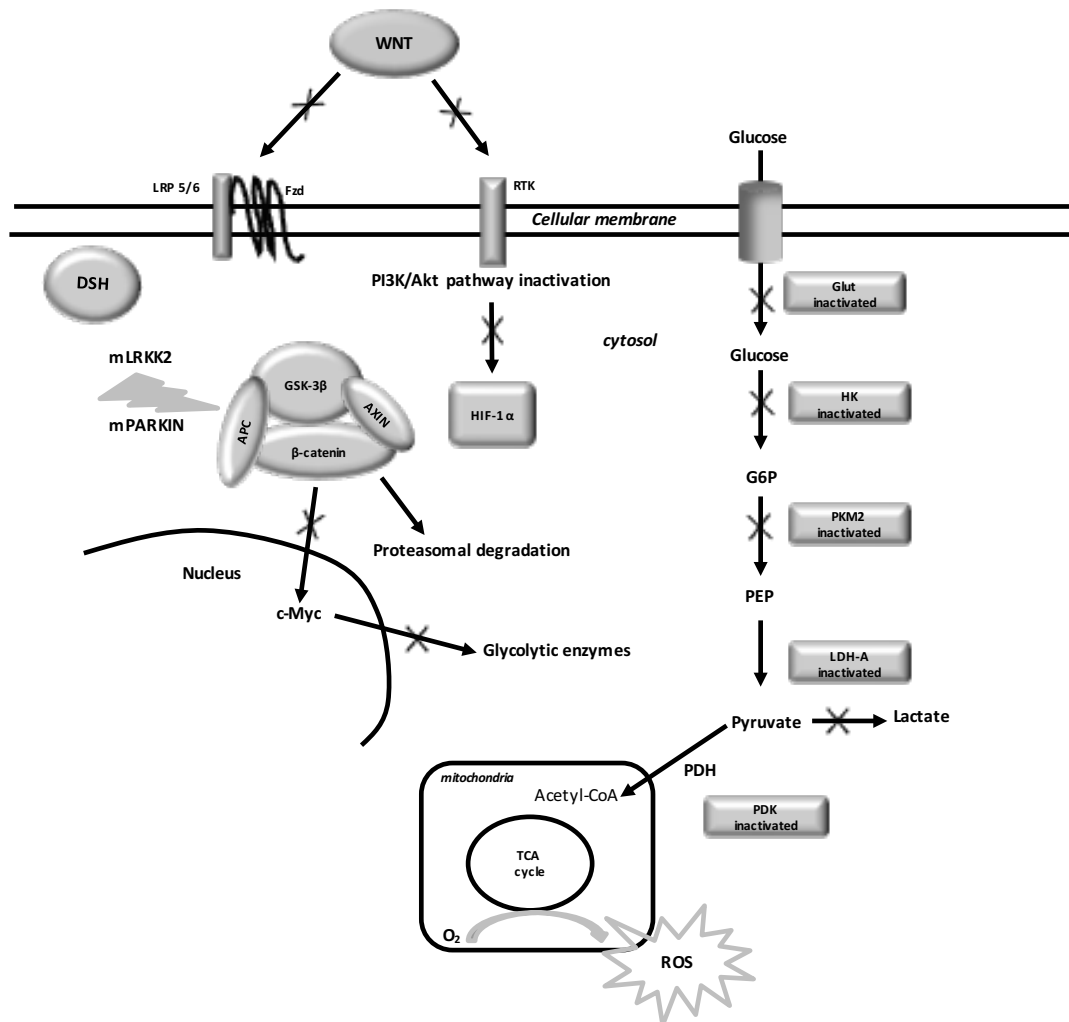 WNT
Glucose
LRP 5/6
Fzd
RTK
Cellular membrane
DSH
PI3K/Akt pathway inactivation
Glut
inactivated
cytosol
mLRKK2
Glucose
GSK-3β
mPARKIN
APC
AXIN
HIF-1α
HK
inactivated
β-catenin
G6P
PKM2
inactivated
Proteasomal degradation
Nucleus
c-Myc
PEP
Glycolytic enzymes
LDH-A
inactivated
Pyruvate
Lactate
mitochondria
PDH
Acetyl-CoA
PDK
inactivated
TCA
cycle
O₂
ROS